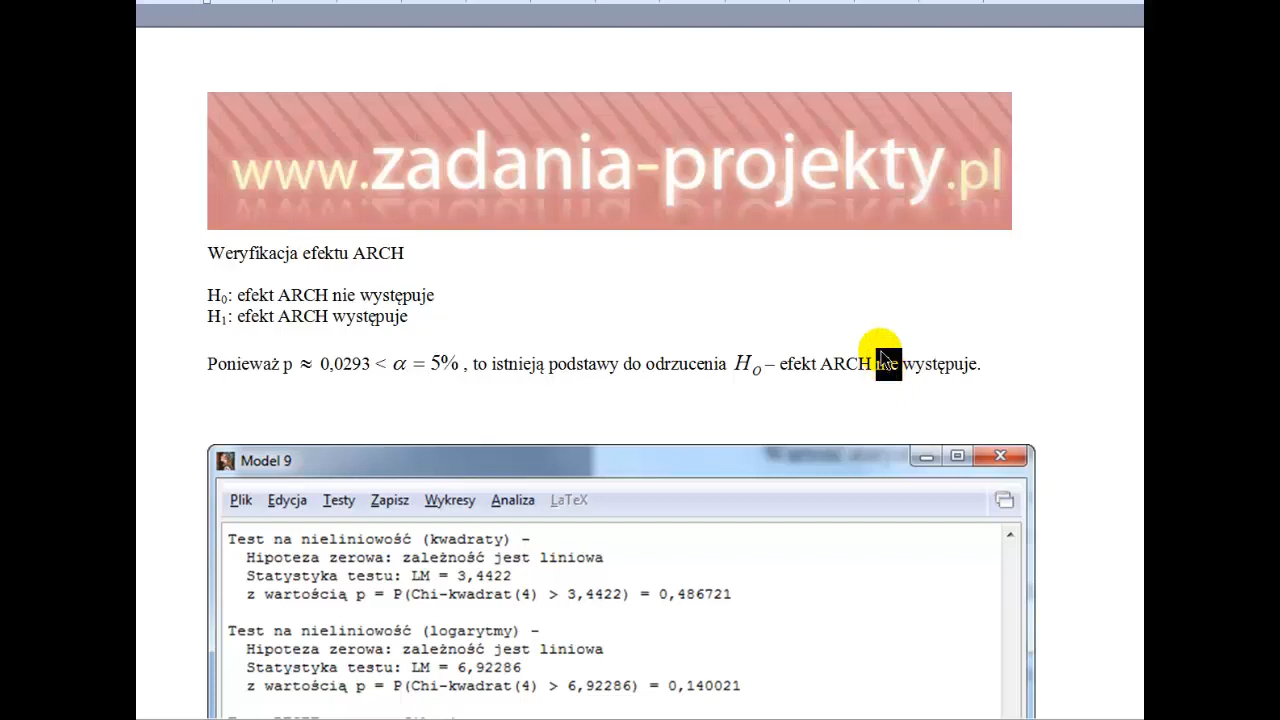 www.zadania-projekty.pl
Weryfikacja efektu ARCH
H₀: efekt ARCH nie występuje
H₁: efekt ARCH występuje
Ponieważ p ≈ 0,0293 < α = 5% , to istnieją podstawy do odrzucenia H₀ – efekt ARCH nie występuje.
Model 9
Plik Edycja Testy Zapisz Wykresy Analiza LaTeX
Test na nieliniowość (kwadraty) -
Hipoteza zerowa: zależność jest liniowa
Statystyka testu: LM = 3,4422
z wartością p = P(Chi-kwadrat(4) > 3,4422) = 0,486721
Test na nieliniowość (logarytmy) -
Hipoteza zerowa: zależność jest liniowa
Statystyka testu: LM = 6,92286
z wartością p = P(Chi-kwadrat(4) > 6,92286) = 0,140021